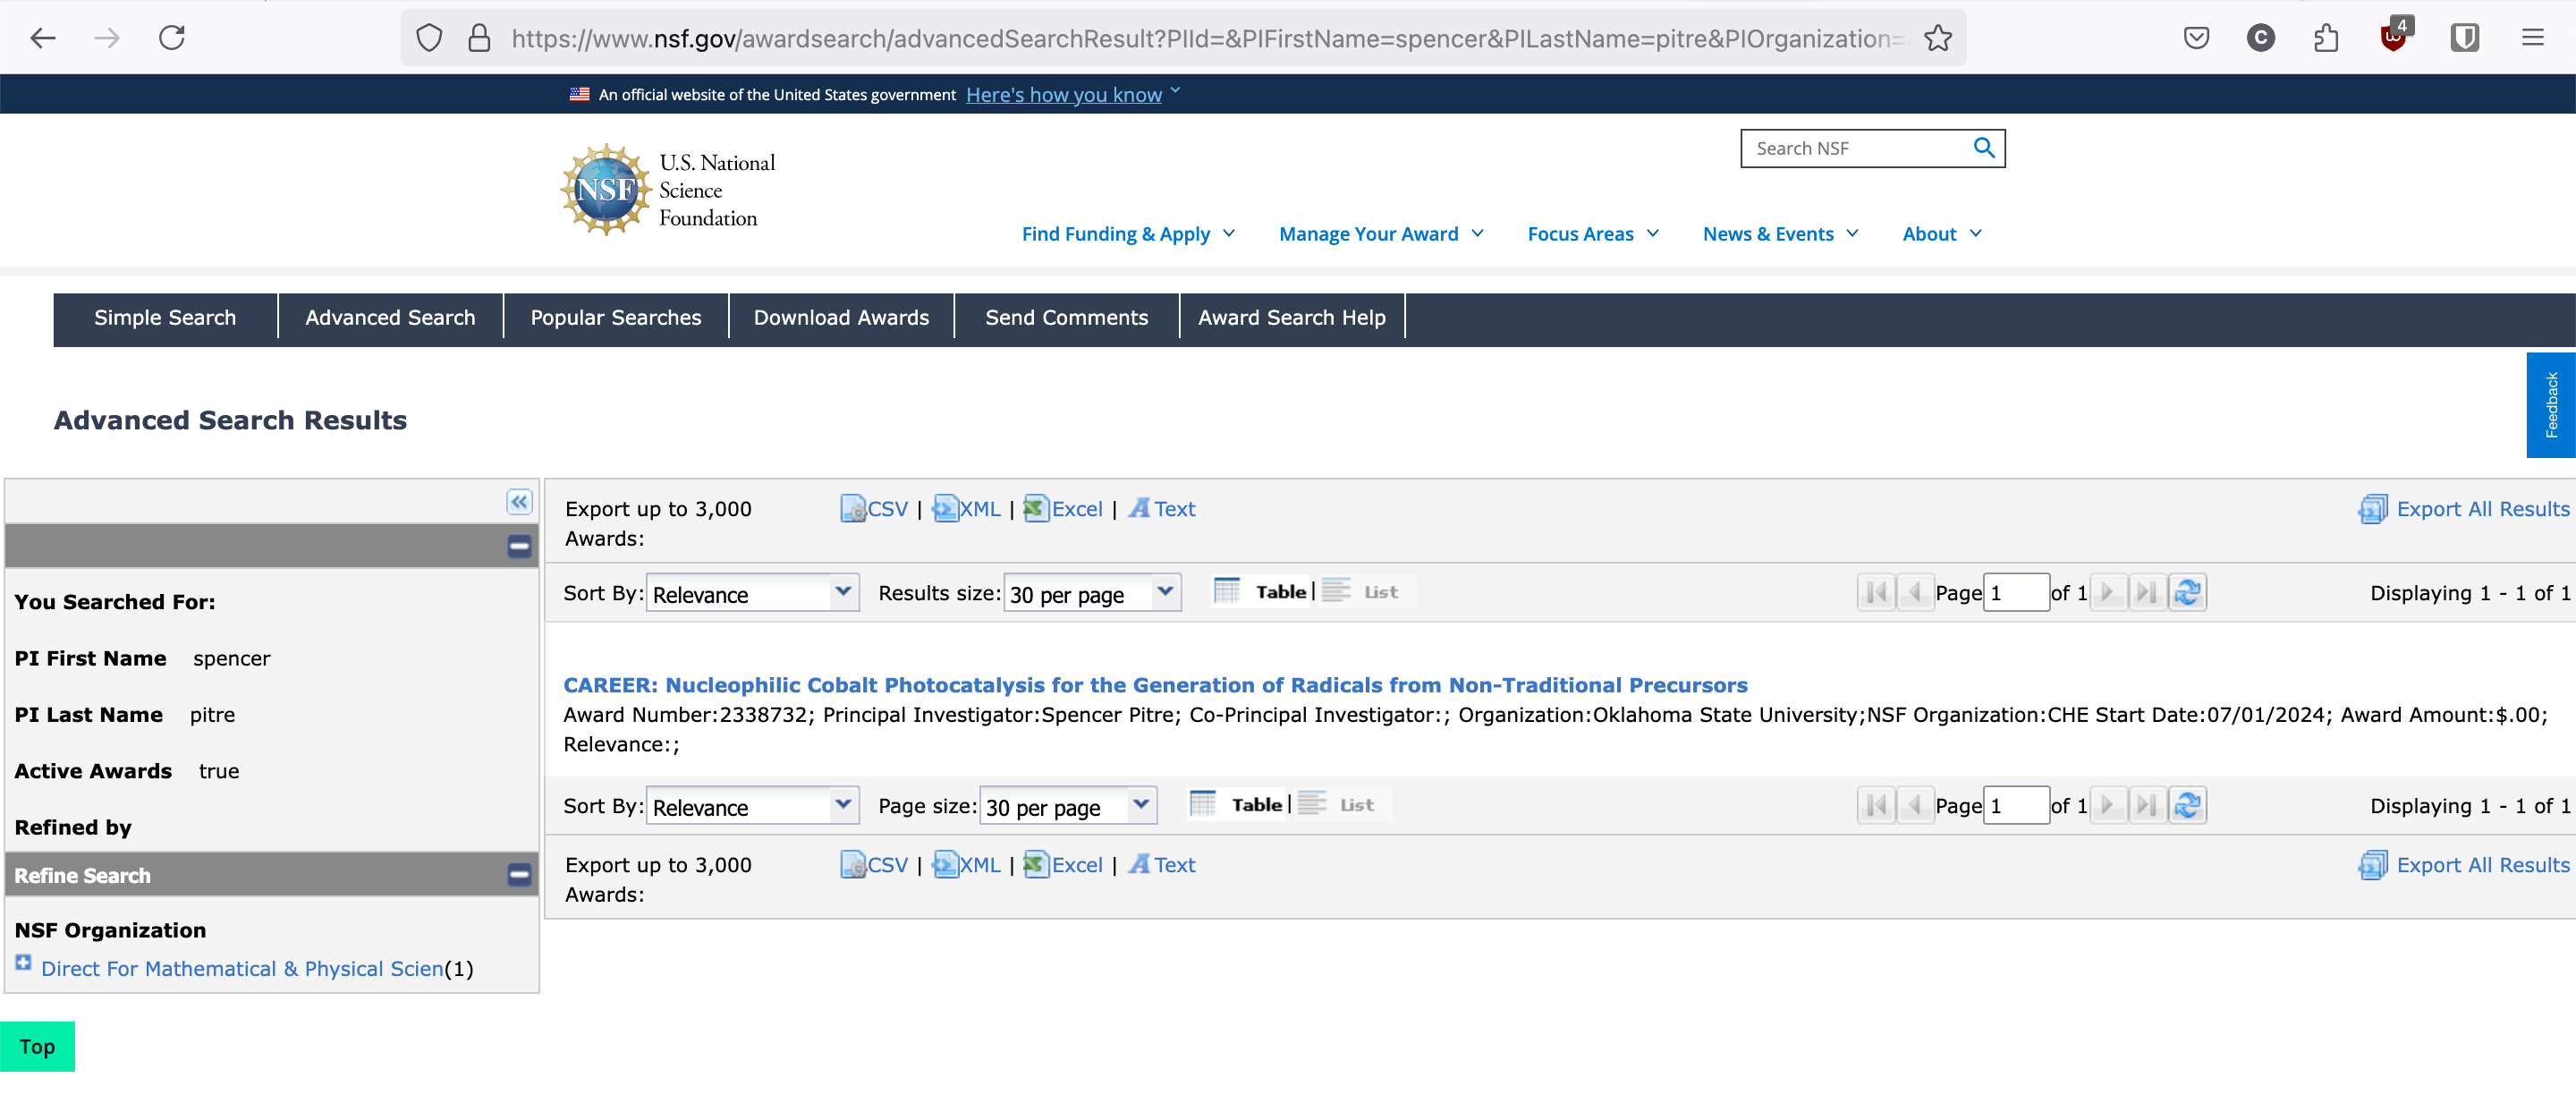 https://www.nsf.gov/awardsearch/advancedSearchResult?PIId=&PIFirstName=spencer&PILastName=pitre&PIOrganization=
C
4
An official website of the United States government Here's how you know
NSF
U.S. National
Science
Foundation
Search NSF
Find Funding & Apply Manage Your Award Focus Areas News & Events About
Simple Search Advanced Search Popular Searches Download Awards Send Comments Award Search Help
Feedback
Advanced Search Results
You Searched For:
PI First Name spencer
PI Last Name pitre
Active Awards true
Refined by
Refine Search
NSF Organization
Direct For Mathematical & Physical Scien(1)
Export up to 3,000 CSV | XML | Excel | Text Export All Results
Awards:
Sort By: Relevance Results size: 30 per page Table | List Page 1 of 1 Displaying 1 - 1 of 1
CAREER: Nucleophilic Cobalt Photocatalysis for the Generation of Radicals from Non-Traditional Precursors
Award Number:2338732; Principal Investigator:Spencer Pitre; Co-Principal Investigator:; Organization:Oklahoma State University;NSF Organization:CHE Start Date:07/01/2024; Award Amount:$.00;
Relevance:;
Sort By: Relevance Page size: 30 per page Table | List Page 1 of 1 Displaying 1 - 1 of 1
Export up to 3,000 CSV | XML | Excel | Text Export All Results
Awards:
Top